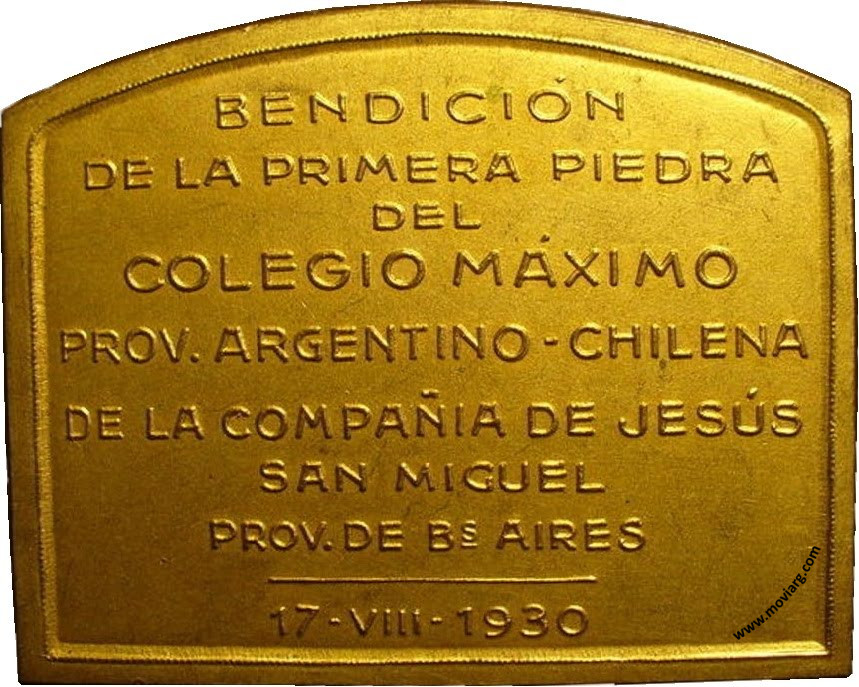 BENDICIÓN
DE LA PRIMERA PIEDRA
DEL
COLEGIO MÁXIMO
PROV. ARGENTINO-CHILENA
DE LA COMPAÑIA DE JESÚS
SAN MIGUEL
PROV. DE Bs AIRES
17-VIII-1930
www.moviarg.com